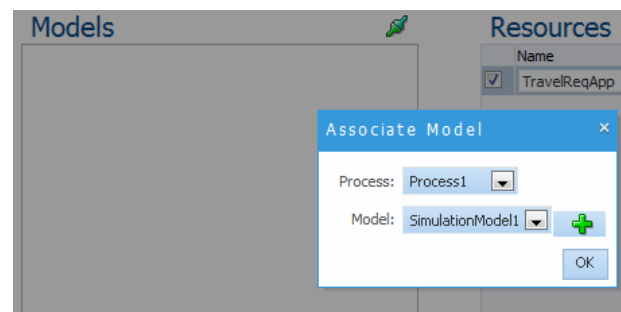 Models
Resources
Name
TravelReqApp
Associate Model
Process: Process1
Model: SimulationModel1
OK